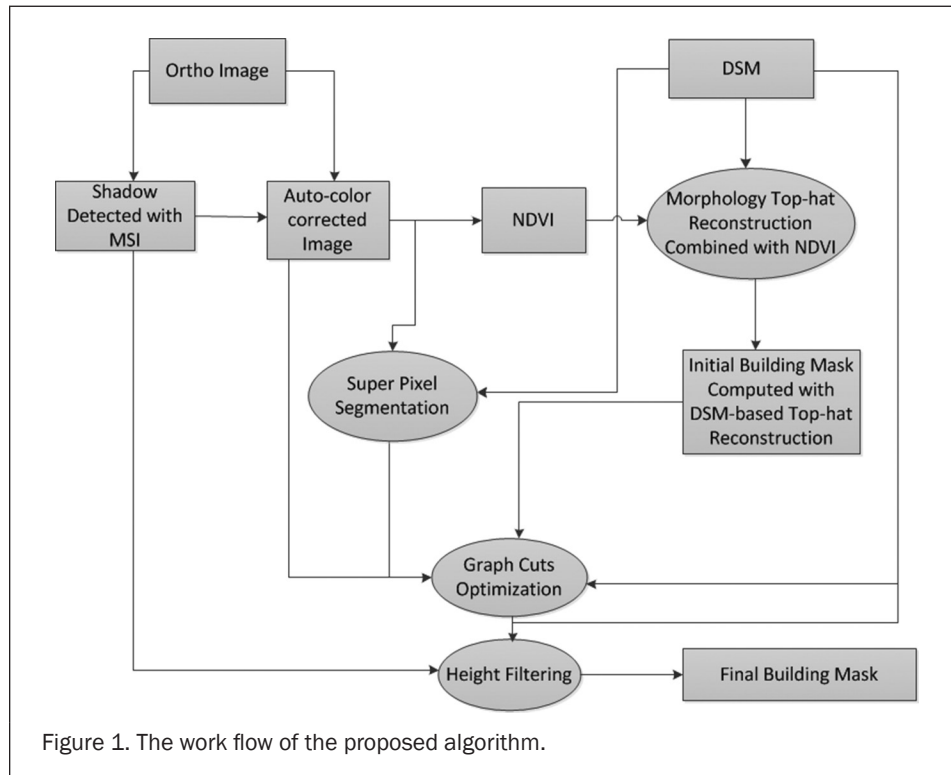 Ortho Image
DSM
Shadow
Detected with
MSI
Auto-color
corrected
Image
NDVI
Morphology Top-hat
Reconstruction
Combined with NDVI
Super Pixel
Segmentation
Initial Building Mask
Computed with
DSM-based Top-hat
Reconstruction
Graph Cuts
Optimization
Height Filtering
Final Building Mask
Figure 1. The work flow of the proposed algorithm.